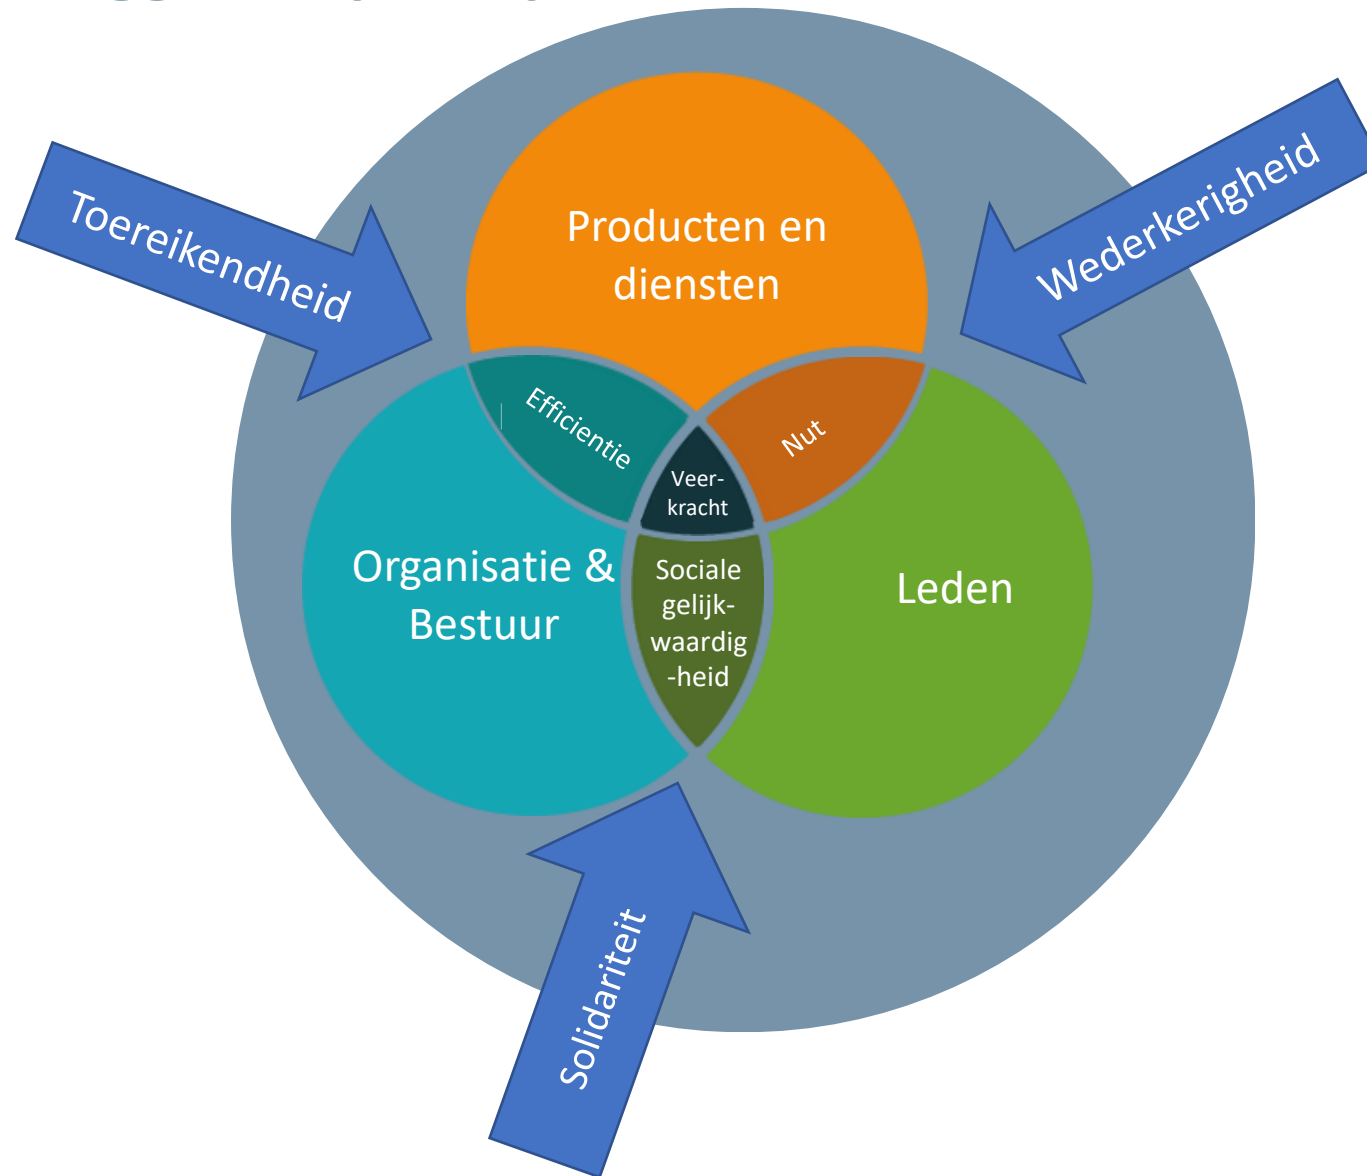 Toereikendheid
Wederkerigheid
Producten en
diensten
Efficientie
Nut
Veer-
kracht
Organisatie &
Bestuur
Sociale
gelijk-
waardig
-heid
Leden
Solidariteit